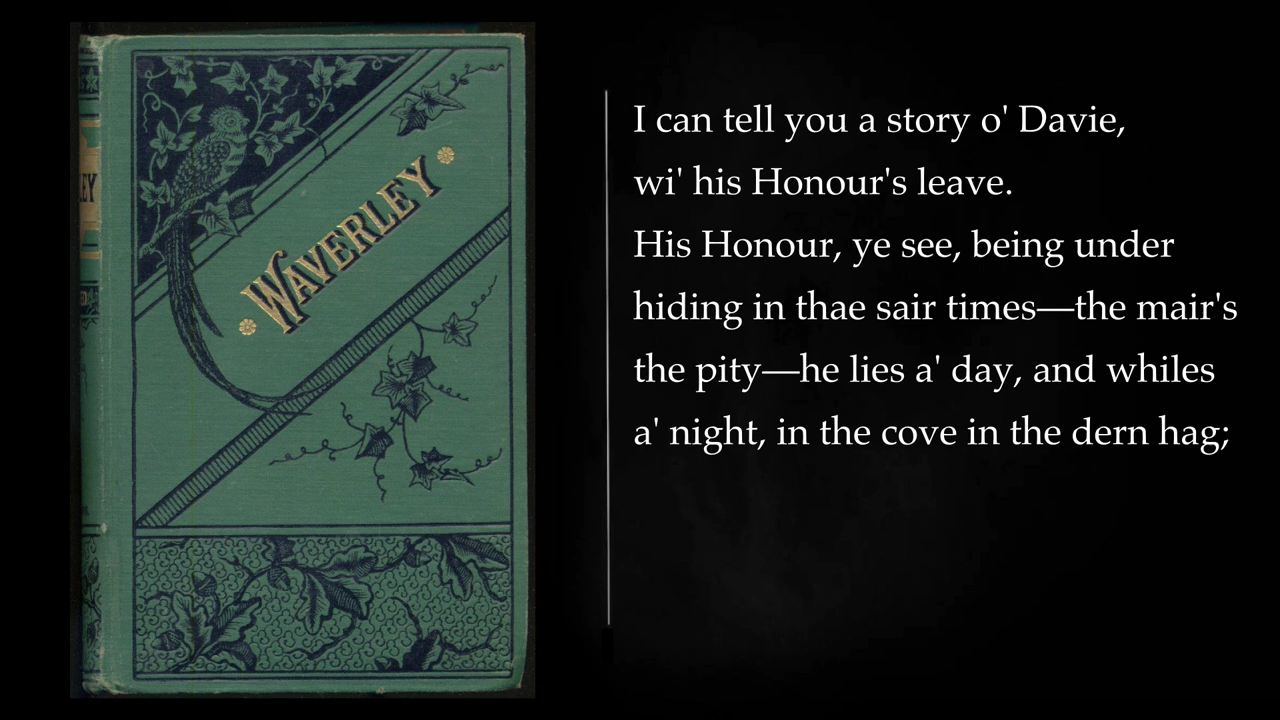 WAVERLEY
I can tell you a story o' Davie,
wi' his Honour's leave.
His Honour, ye see, being under
hiding in thae sair times—the mair's
the pity—he lies a' day, and whiles
a' night, in the cove in the dern hag;